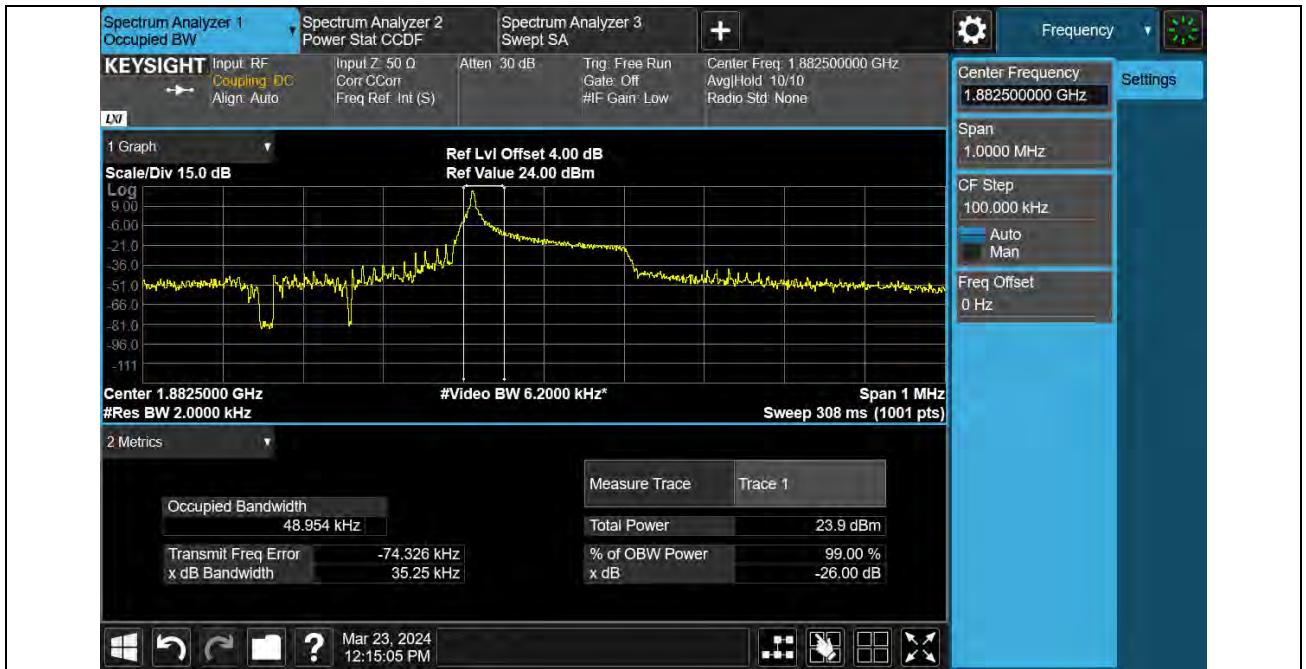 Spectrum Analyzer 1
Occupied BW
Spectrum Analyzer 2
Power Stat CCDF
Spectrum Analyzer 3
Swept SA
+
Frequency
KEYSIGHT
Input: RF
Coupling: DC
Align: Auto
Input Z: 50 Ω
Corr CCorr
Freq Ref: Int (S)
Atten: 30 dB
Trig: Free Run
Gate: Off
#IF Gain: Low
Center Freq: 1.882500000 GHz
Avg|Hold: 10/10
Radio Std: None
LXI
Center Frequency
1.882500000 GHz
Settings
Span
1.0000 MHz
CF Step
100.000 kHz
Auto
Man
Freq Offset
0 Hz
1 Graph
Scale/Div 15.0 dB
Ref Lvl Offset 4.00 dB
Ref Value 24.00 dBm
Log
9.00
-6.00
-21.0
-36.0
-51.0
-66.0
-81.0
-96.0
-111
Center 1.8825000 GHz
#Video BW 6.2000 kHz*
Span 1 MHz
#Res BW 2.0000 kHz
Sweep 308 ms (1001 pts)
2 Metrics
Measure Trace
Trace 1
Occupied Bandwidth
48.954 kHz
Total Power
23.9 dBm
Transmit Freq Error
-74.326 kHz
% of OBW Power
99.00 %
x dB Bandwidth
35.25 kHz
x dB
-26.00 dB
?
Mar 23, 2024
12:15:05 PM